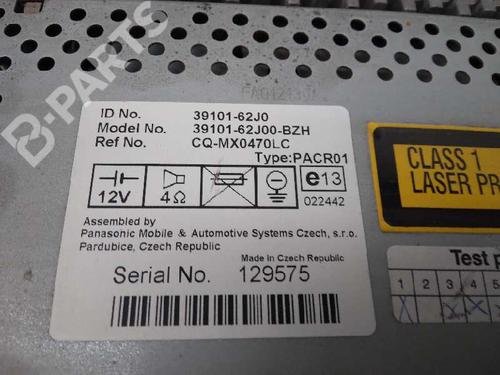 B-PARTS
FA012130L
ID No. 39101-62J0
Model No. 39101-62J00-BZH
Ref No. CQ-MX0470LC
Type:PACR01
12V 4Ω e13
022442
CLASS 1
LASER PR
Assembled by
Panasonic Mobile & Automotive Systems Czech, s.r.o.
Pardubice, Czech Republic
Made in Czech Republic
Serial No. 129575
Test p
1 2 3 4 5